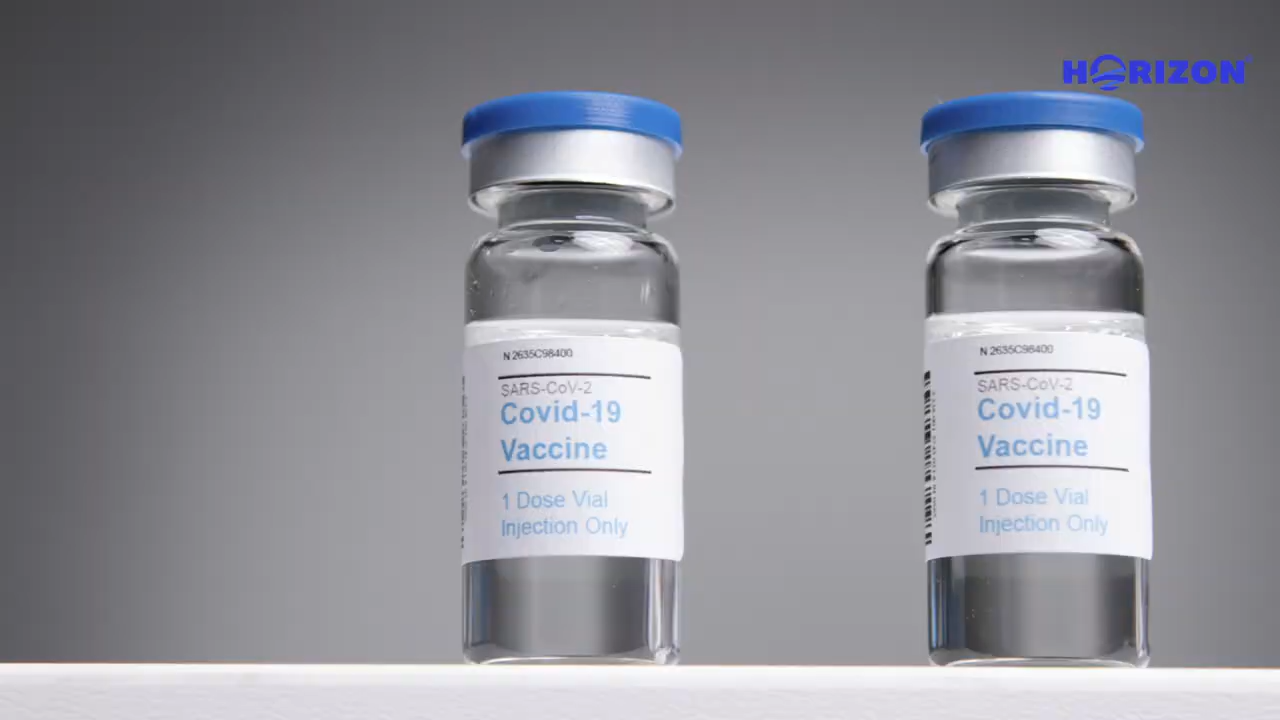 HORIZON
N 2635C98400
SARS-CoV-2
Covid-19
Vaccine
1 Dose Vial
Injection Only
N 2635C98400
SARS-CoV-2
Covid-19
Vaccine
1 Dose Vial
Injection Only